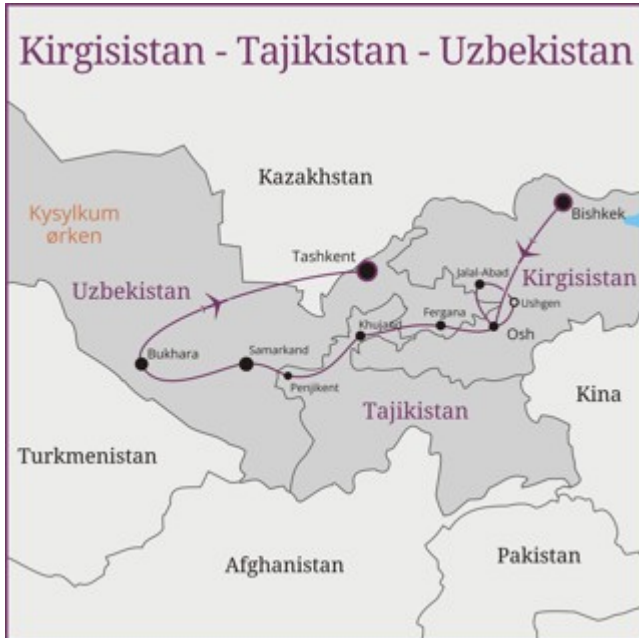 Kirgisistan - Tajikistan - Uzbekistan
Kazakhstan
Kysylkum
ørken
Bishkek
Tashkent
Jalal-Abad
Kirgisistan
Uzbekistan
Ushgen
Fergana
Khujand
Osh
Bukhara
Samarkand
Penjikent
Kina
Tajikistan
Turkmenistan
Afghanistan
Pakistan